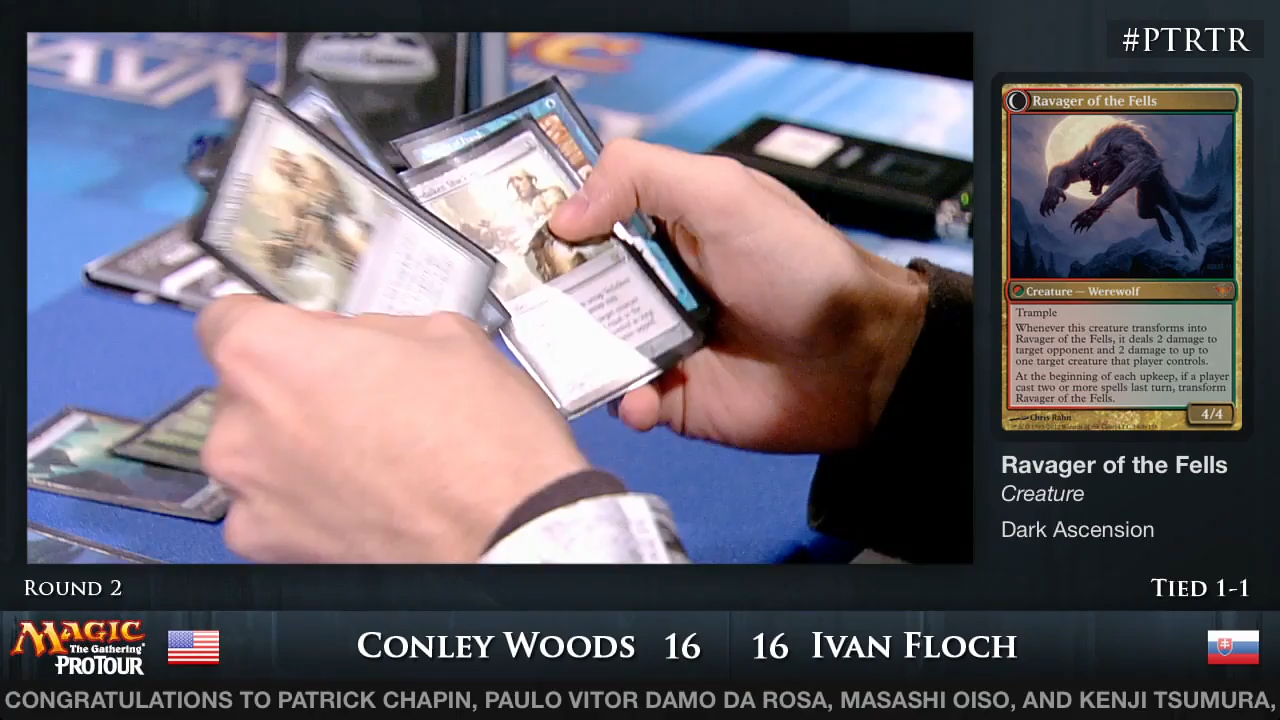 #PTRTR
Ravager of the Fells
Creature — Werewolf
Trample
Whenever this creature transforms into
Ravager of the Fells, it deals 2 damage to
target opponent and 2 damage to up to
one target creature that player controls.
At the beginning of each upkeep, if a player
cast two or more spells last turn, transform
Ravager of the Fells.
Chris Rahn
4/4
Ravager of the Fells
Creature
Dark Ascension
ROUND 2
TIED 1-1
MAGIC
The Gathering
PROTOUR
CONLEY WOODS 16
16 IVAN FLOCH
CONGRATULATIONS TO PATRICK CHAPIN, PAULO VITOR DAMO DA ROSA, MASASHI OISO, AND KENJI TSUMURA,